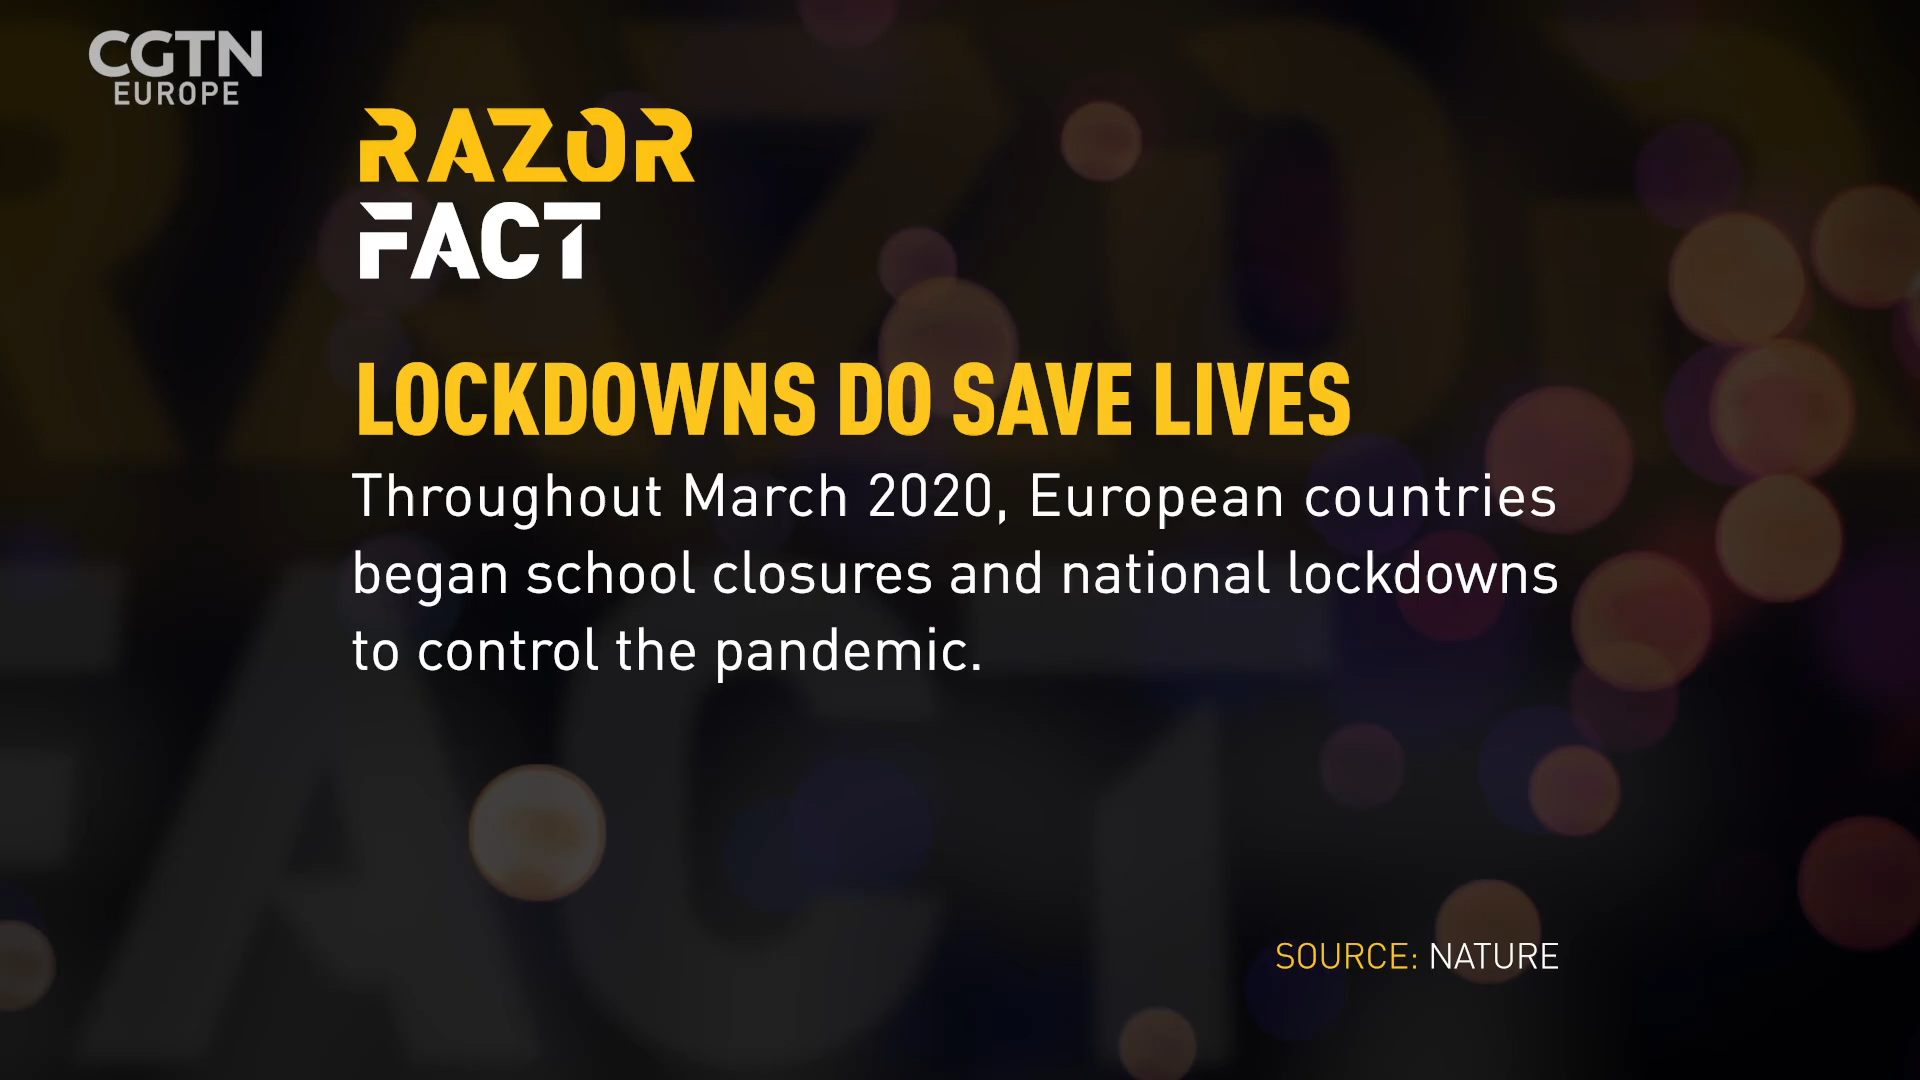 CGTN
EUROPE
RAZOR
FACT
LOCKDOWNS DO SAVE LIVES
Throughout March 2020, European countries
began school closures and national lockdowns
to control the pandemic.
SOURCE: NATURE